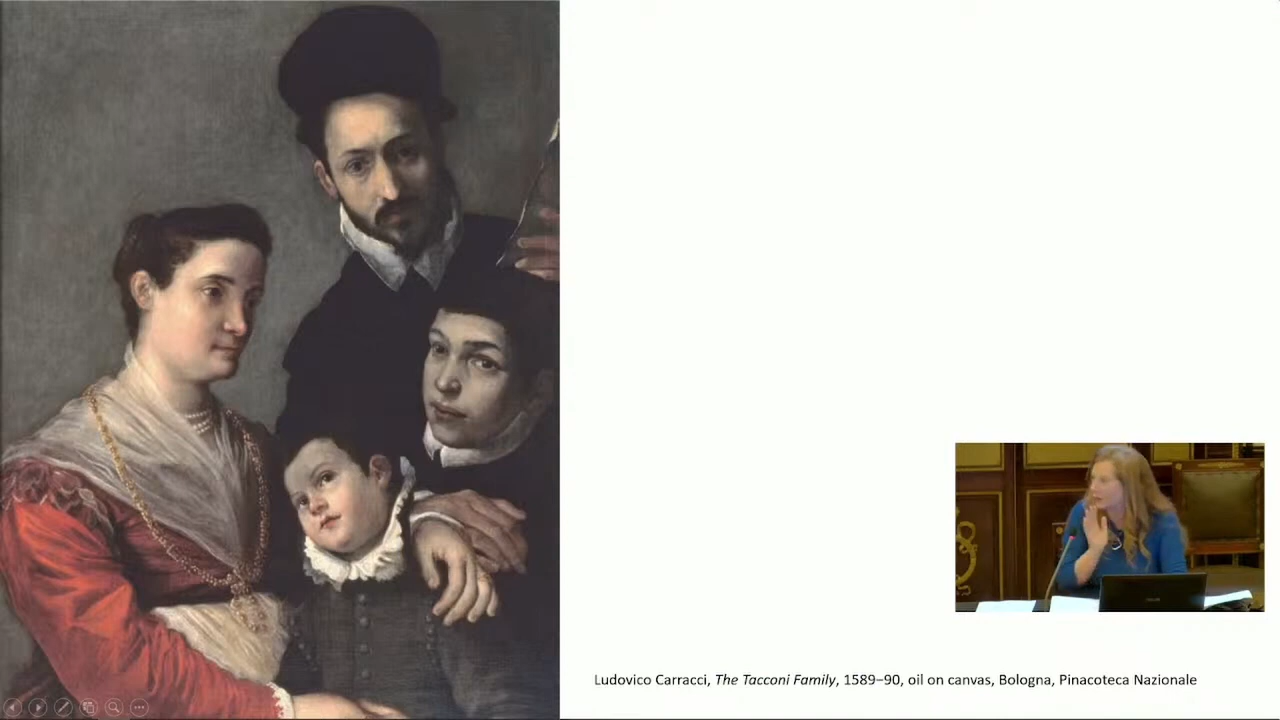 Ludovico Carracci, The Tacconi Family, 1589–90, oil on canvas, Bologna, Pinacoteca Nazionale